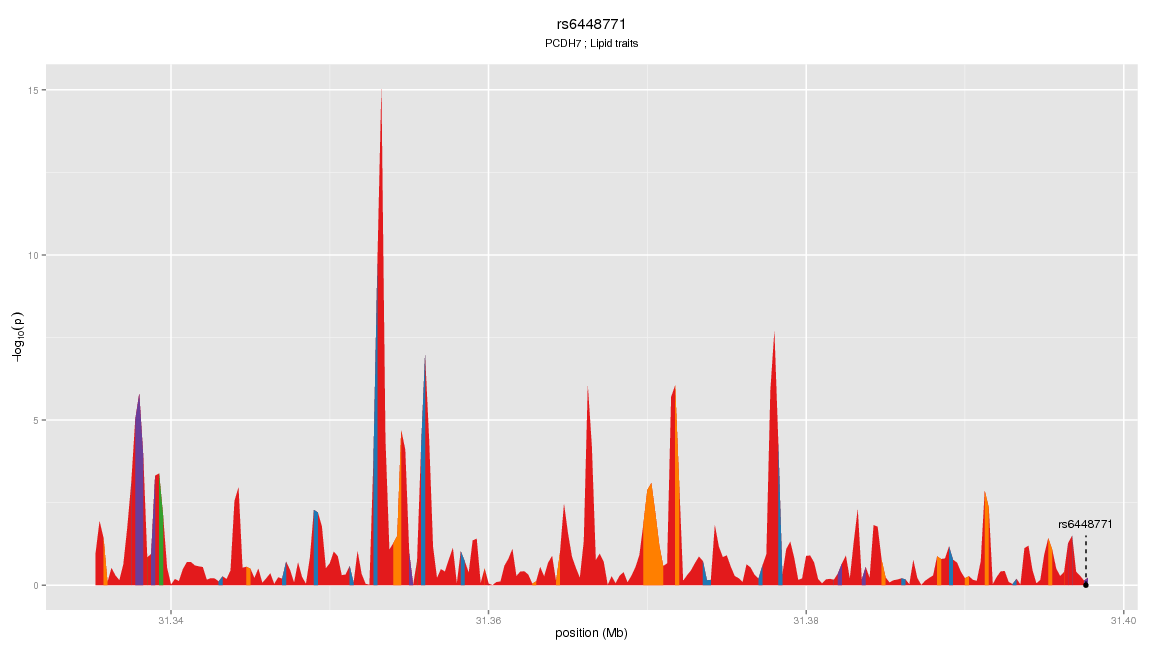 rs6448771
PCDH7 ; Lipid traits
15
10
5
0
−log10(p)
rs6448771
31.34
31.36
31.38
31.40
position (Mb)